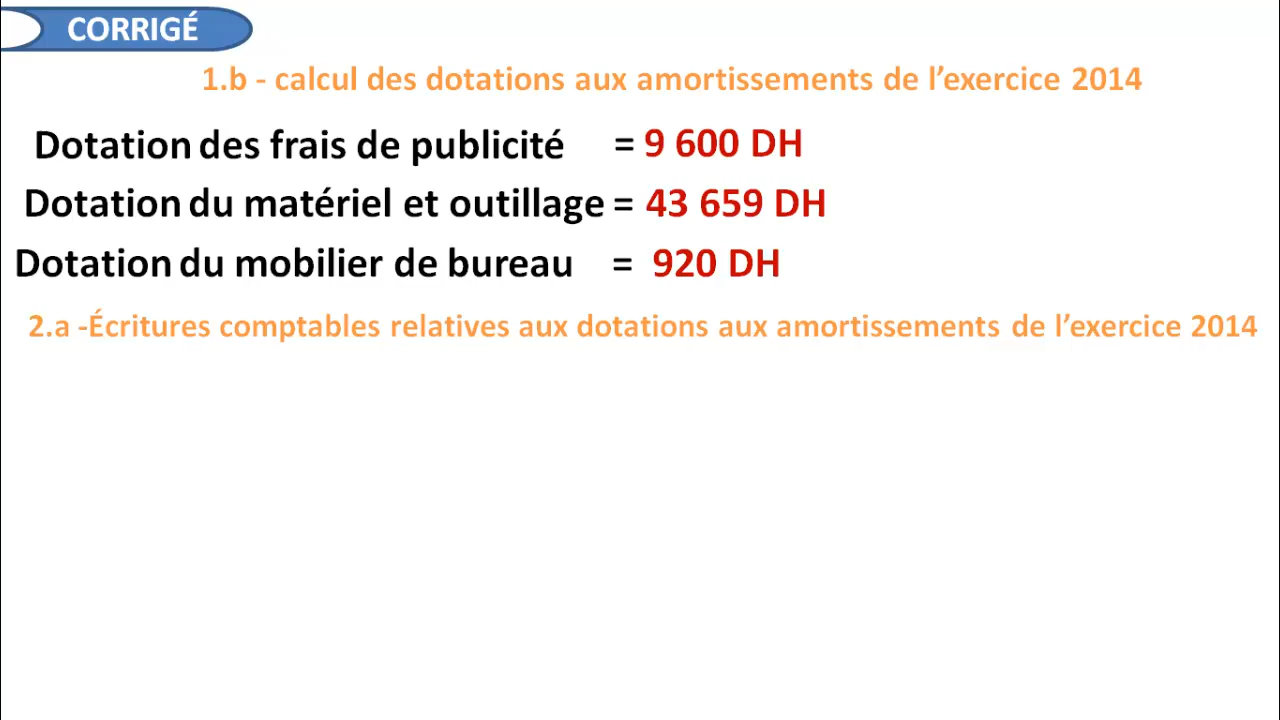 CORRIGÉ
1.b - calcul des dotations aux amortissements de l’exercice 2014
Dotation des frais de publicité = 9 600 DH
Dotation du matériel et outillage = 43 659 DH
Dotation du mobilier de bureau = 920 DH
2.a -Écritures comptables relatives aux dotations aux amortissements de l’exercice 2014